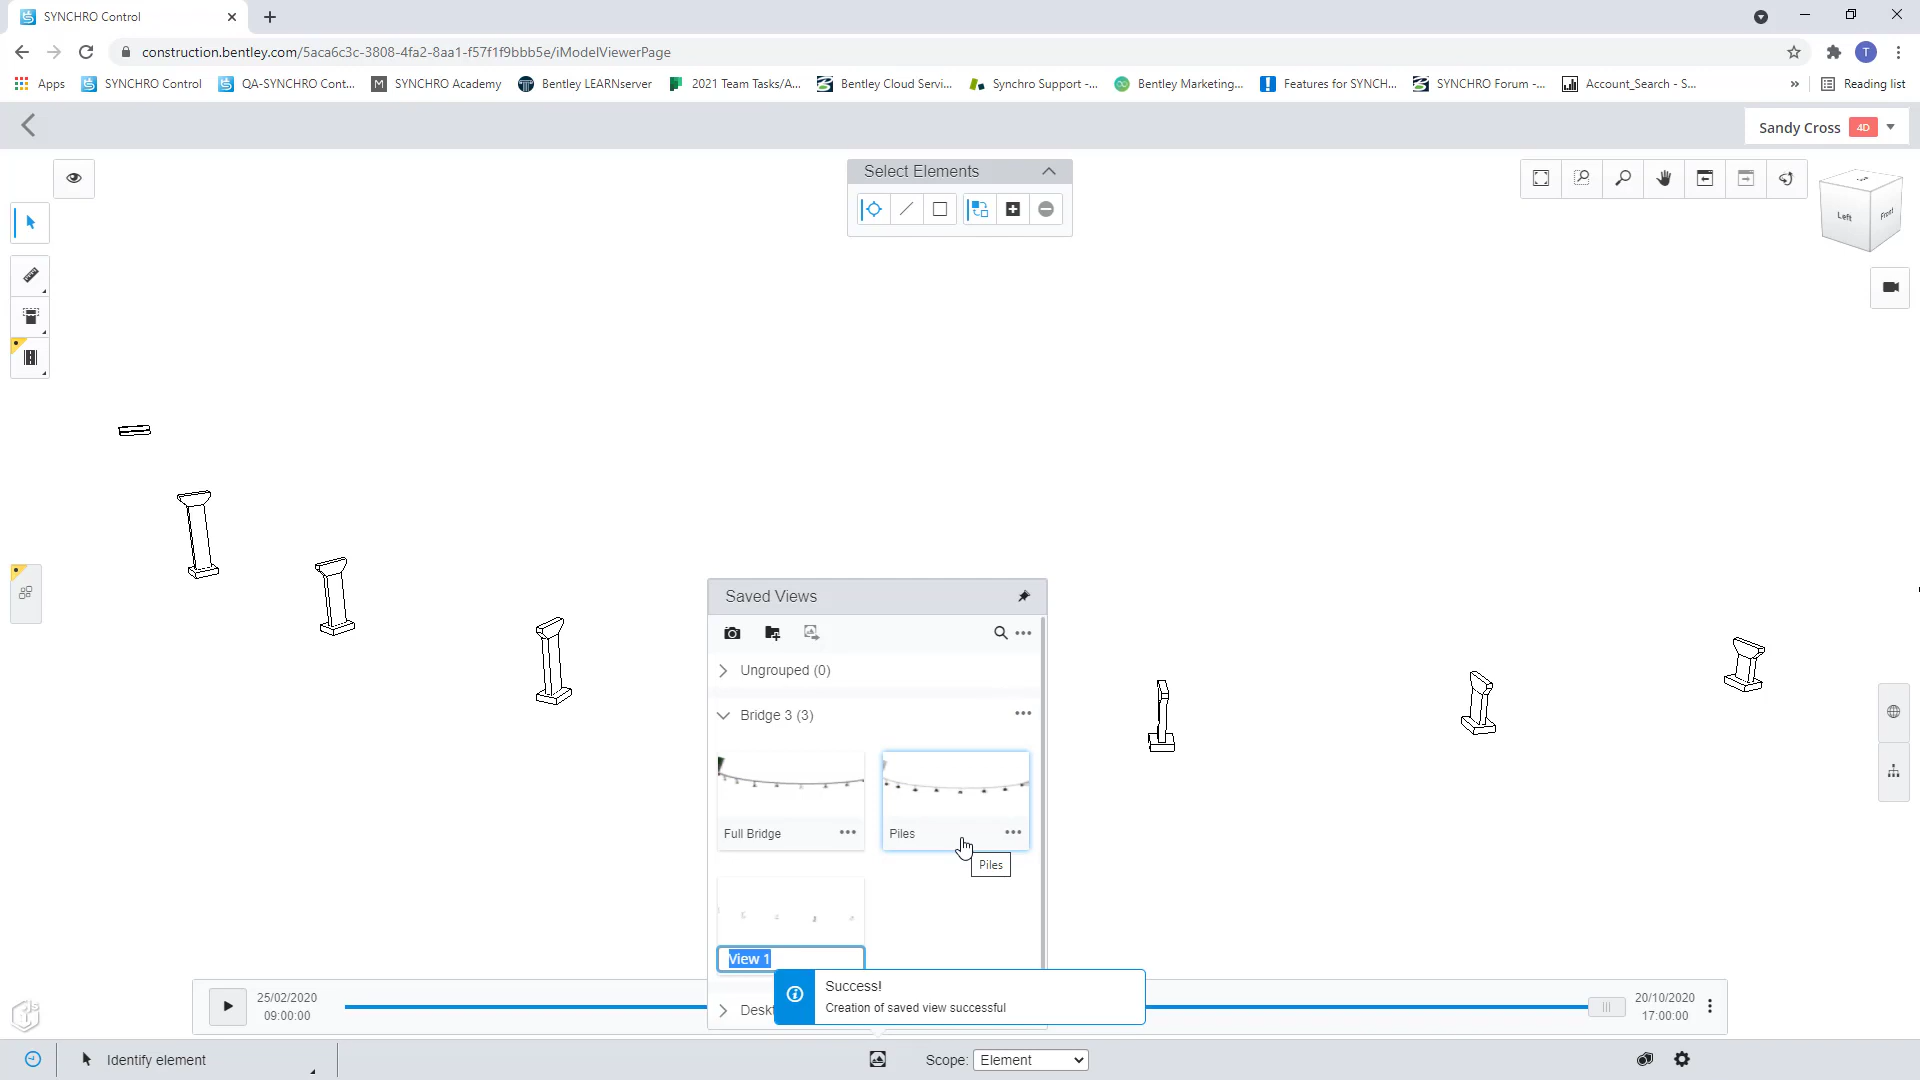 SYNCHRO Control
construction.bentley.com/5aca6c3c-3808-4fa2-8aa1-f57f1f9bbb5e/iModelViewerPage
T
Apps
SYNCHRO Control
QA-SYNCHRO Cont...
M
SYNCHRO Academy
Bentley LEARNserver
2021 Team Tasks/A...
Bentley Cloud Servi...
Synchro Support -...
Bentley Marketing...
Features for SYNCH...
SYNCHRO Forum -...
Account_Search - S...
»
Reading list
Sandy Cross
4D
Select Elements
Left
Front
Saved Views
Ungrouped (0)
Bridge 3 (3)
Full Bridge
Piles
Piles
View 1
Success!
Creation of saved view successful
Deskt
25/02/2020
09:00:00
20/10/2020
17:00:00
Identify element
Scope:
Element